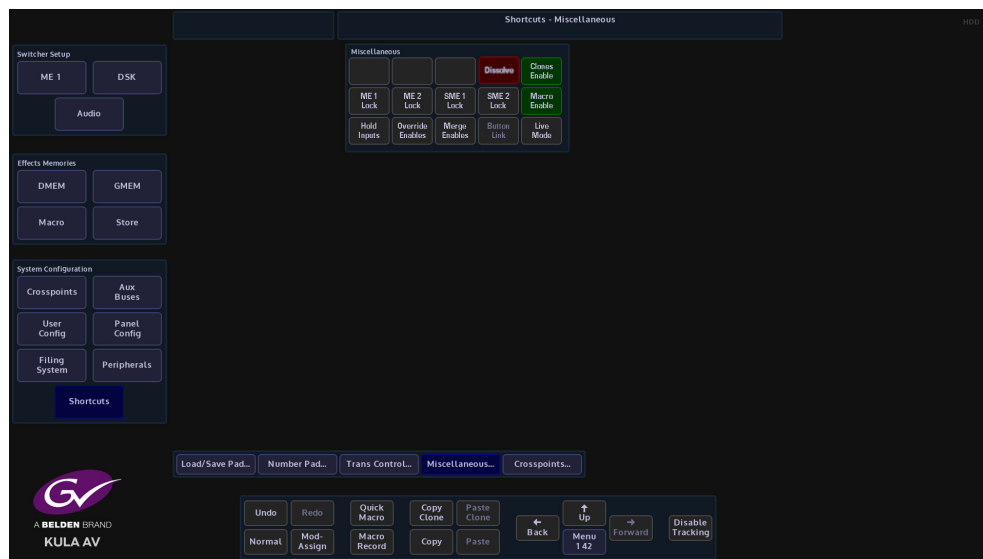 Shortcuts - Miscellaneous
HDD
Switcher Setup
ME 1
DSK
Audio
Miscellaneous
Dissolve
Clones
Enable
ME 1
Lock
ME 2
Lock
SME 1
Lock
SME 2
Lock
Macro
Enable
Hold
Inputs
Override
Enables
Merge
Enables
Button
Link
Live
Mode
Effects Memories
DMEM
GMEM
Macro
Store
System Configuration
Crosspoints
Aux
Buses
User
Config
Panel
Config
Filing
System
Peripherals
Shortcuts
Load/Save Pad...
Number Pad...
Trans Control...
Miscellaneous...
Crosspoints...
GV
A BELDEN BRAND
KULA AV
Undo
Redo
Quick
Macro
Copy
Clone
Paste
Clone
Normal
Mod-
Assign
Macro
Record
Copy
Paste
Back
Up
Menu
142
Forward
Disable
Tracking